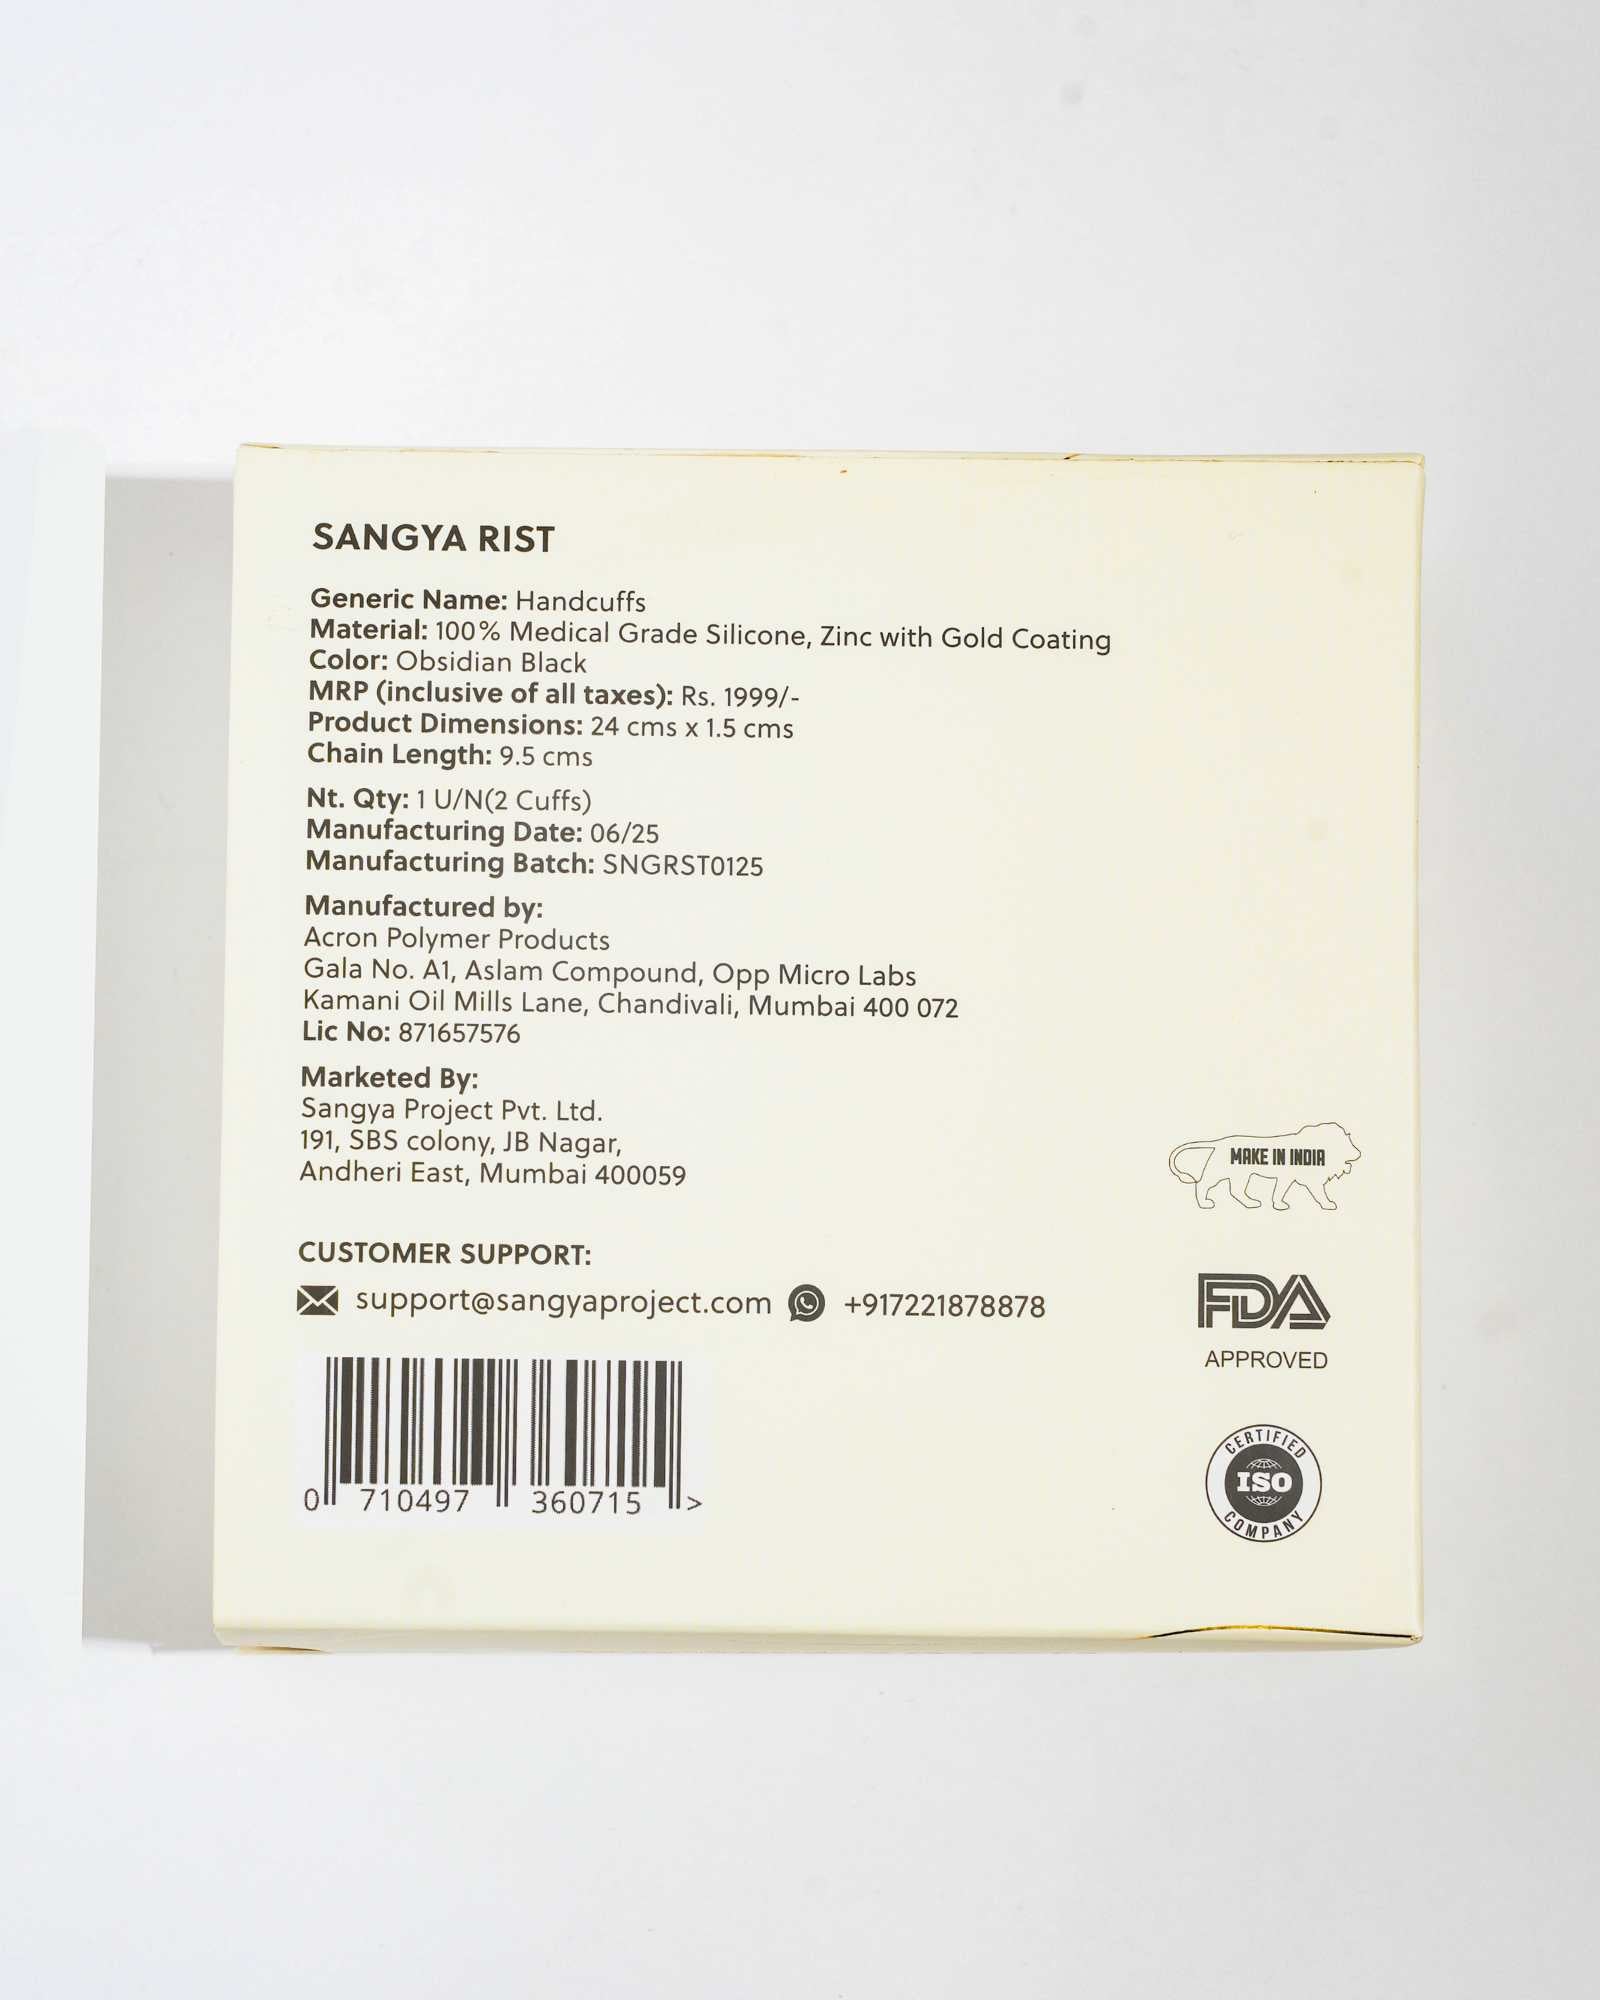 SANGYA RIST
Generic Name: Handcuffs
Material: 100% Medical Grade Silicone, Zinc with Gold Coating
Color: Obsidian Black
MRP (inclusive of all taxes): Rs. 1999/-
Product Dimensions: 24 cms x 1.5 cms
Chain Length: 9.5 cms
Nt. Qty: 1 U/N(2 Cuffs)
Manufacturing Date: 06/25
Manufacturing Batch: SNGRST0125
Manufactured by:
Acron Polymer Products
Gala No. A1, Aslam Compound, Opp Micro Labs
Kamani Oil Mills Lane, Chandivali, Mumbai 400 072
Lic No: 871657576
Marketed By:
Sangya Project Pvt. Ltd.
191, SBS colony, JB Nagar,
Andheri East, Mumbai 400059
MAKE IN INDIA
CUSTOMER SUPPORT:
support@sangyaproject.com +917221878878
FDA
APPROVED
0 710497 360715 >
CERTIFIED
ISO
COMPANY